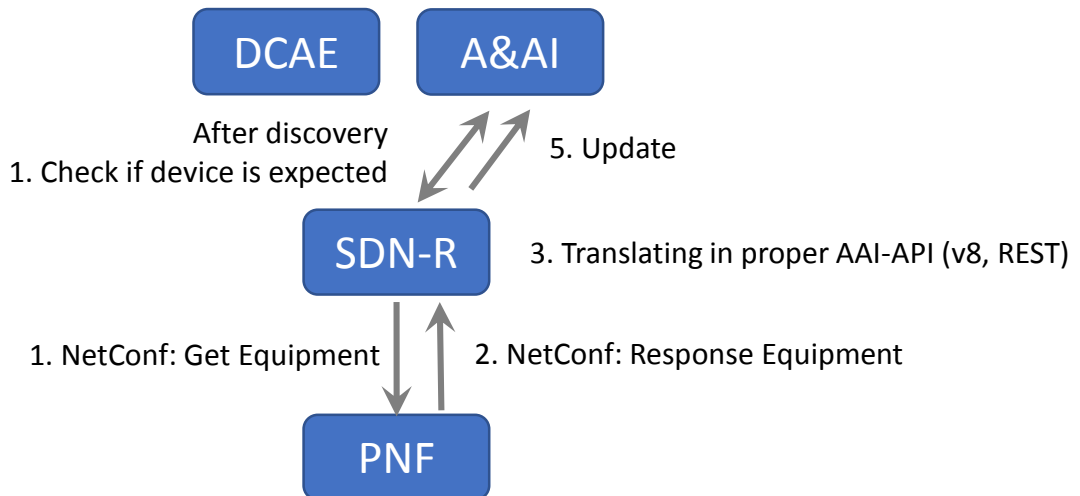 DCAE
A&AI
After discovery
1. Check if device is expected
5. Update
SDN-R
3. Translating in proper AAI-API (v8, REST)
1. NetConf: Get Equipment
2. NetConf: Response Equipment
PNF